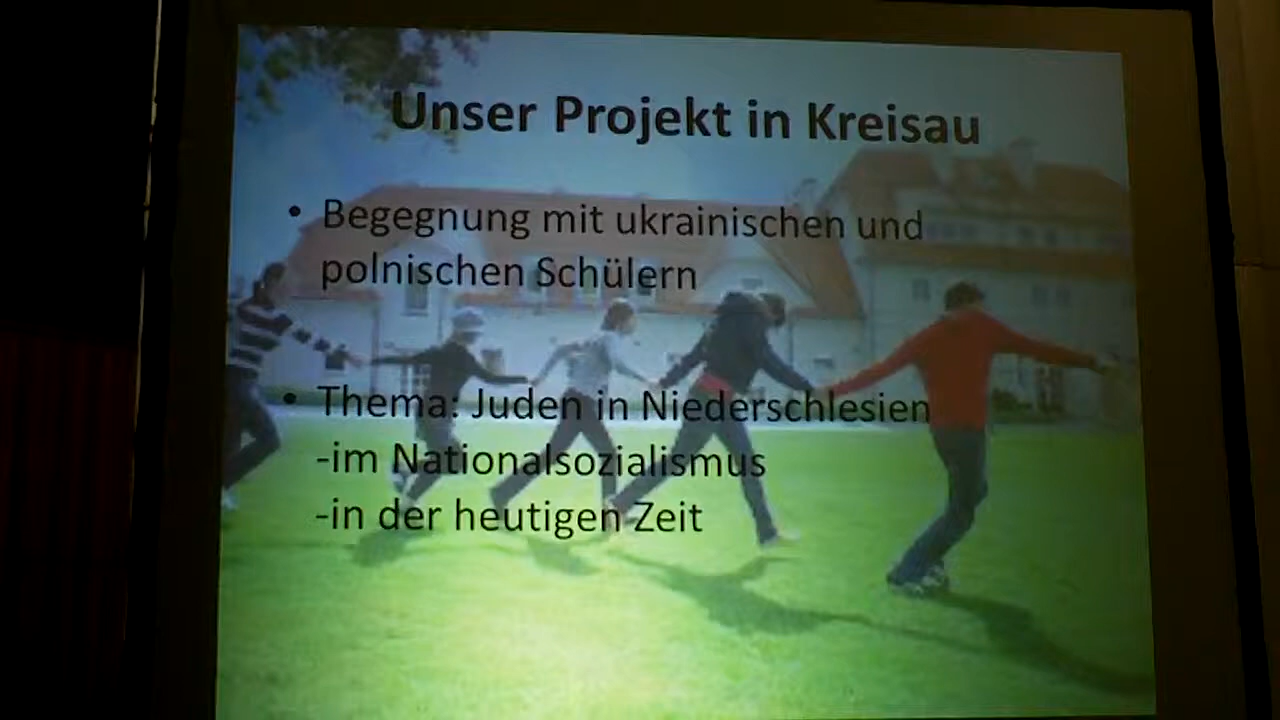 Unser Projekt in Kreisau
• Begegnung mit ukrainischen und
polnischen Schülern
• Thema: Juden in Niederschlesien
-im Nationalsozialismus
-in der heutigen Zeit